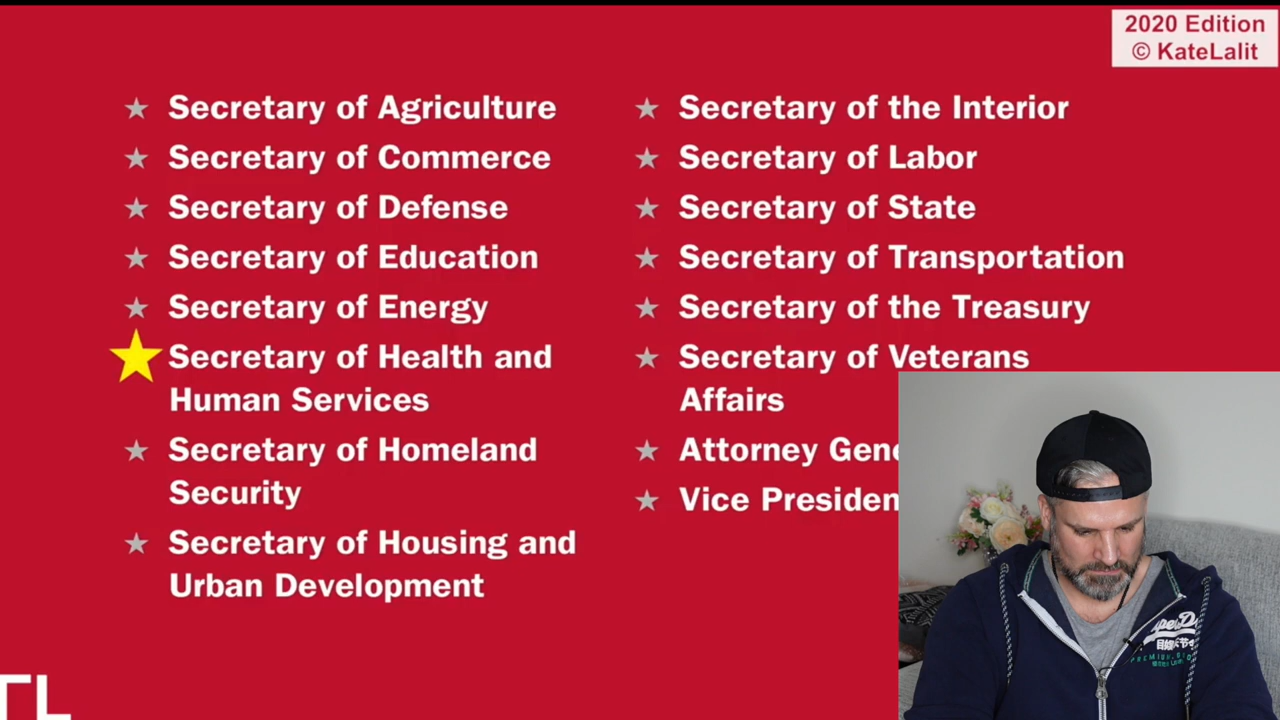 2020 Edition
© KateLalit
★ Secretary of Agriculture
★ Secretary of Commerce
★ Secretary of Defense
★ Secretary of Education
★ Secretary of Energy
★ Secretary of Health and
Human Services
★ Secretary of Homeland
Security
★ Secretary of Housing and
Urban Development
★ Secretary of the Interior
★ Secretary of Labor
★ Secretary of State
★ Secretary of Transportation
★ Secretary of the Treasury
★ Secretary of Veterans
Affairs
★ Attorney Gene
★ Vice Presiden